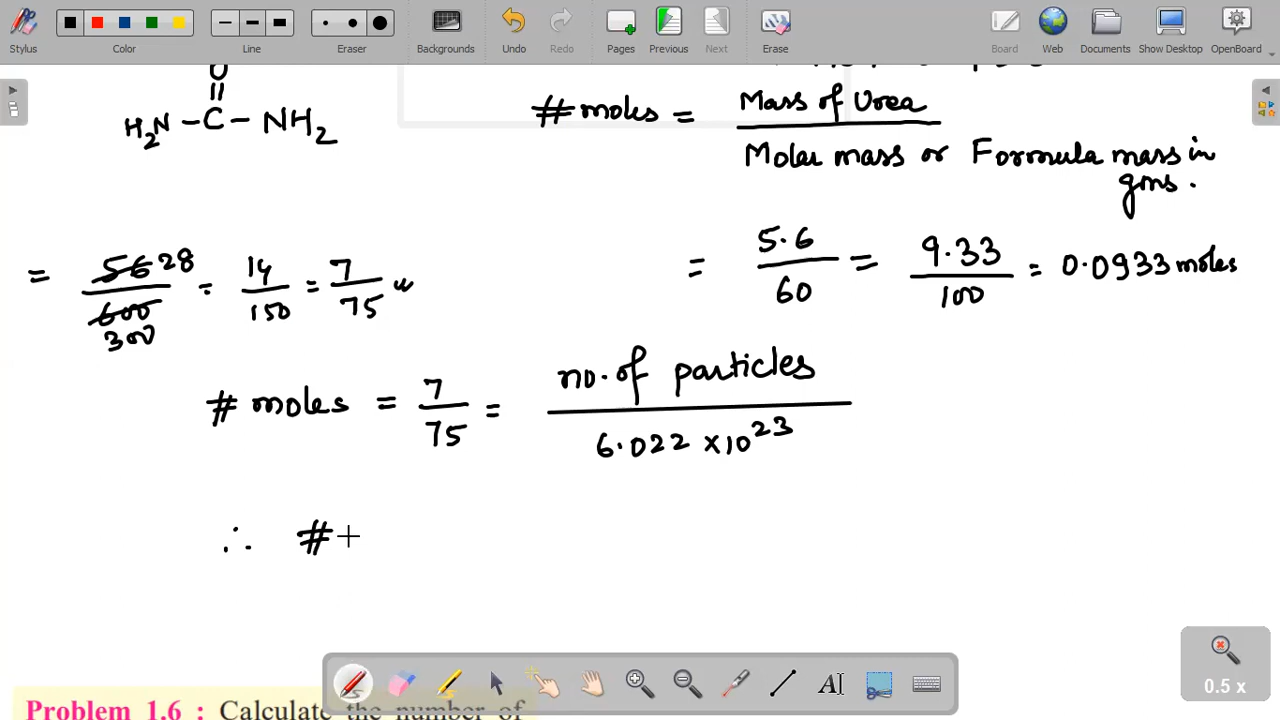 Stylus Color Line Eraser Backgrounds Undo Redo Pages Previous Next Erase Board Web Documents Show Desktop OpenBoard
O
||
H2N – C – NH2
# moles = Mass of Urea / Molar mass or Formula mass in gms.
= 56 28 / 600 300 = 14/150 = 7/75
= 5.6/60 = 9.33/100 = 0.0933 moles
# moles = 7/75 = no. of particles / 6.022 × 10^23
∴ #
Problem 1.6 : Calculate the number of
0.5 x